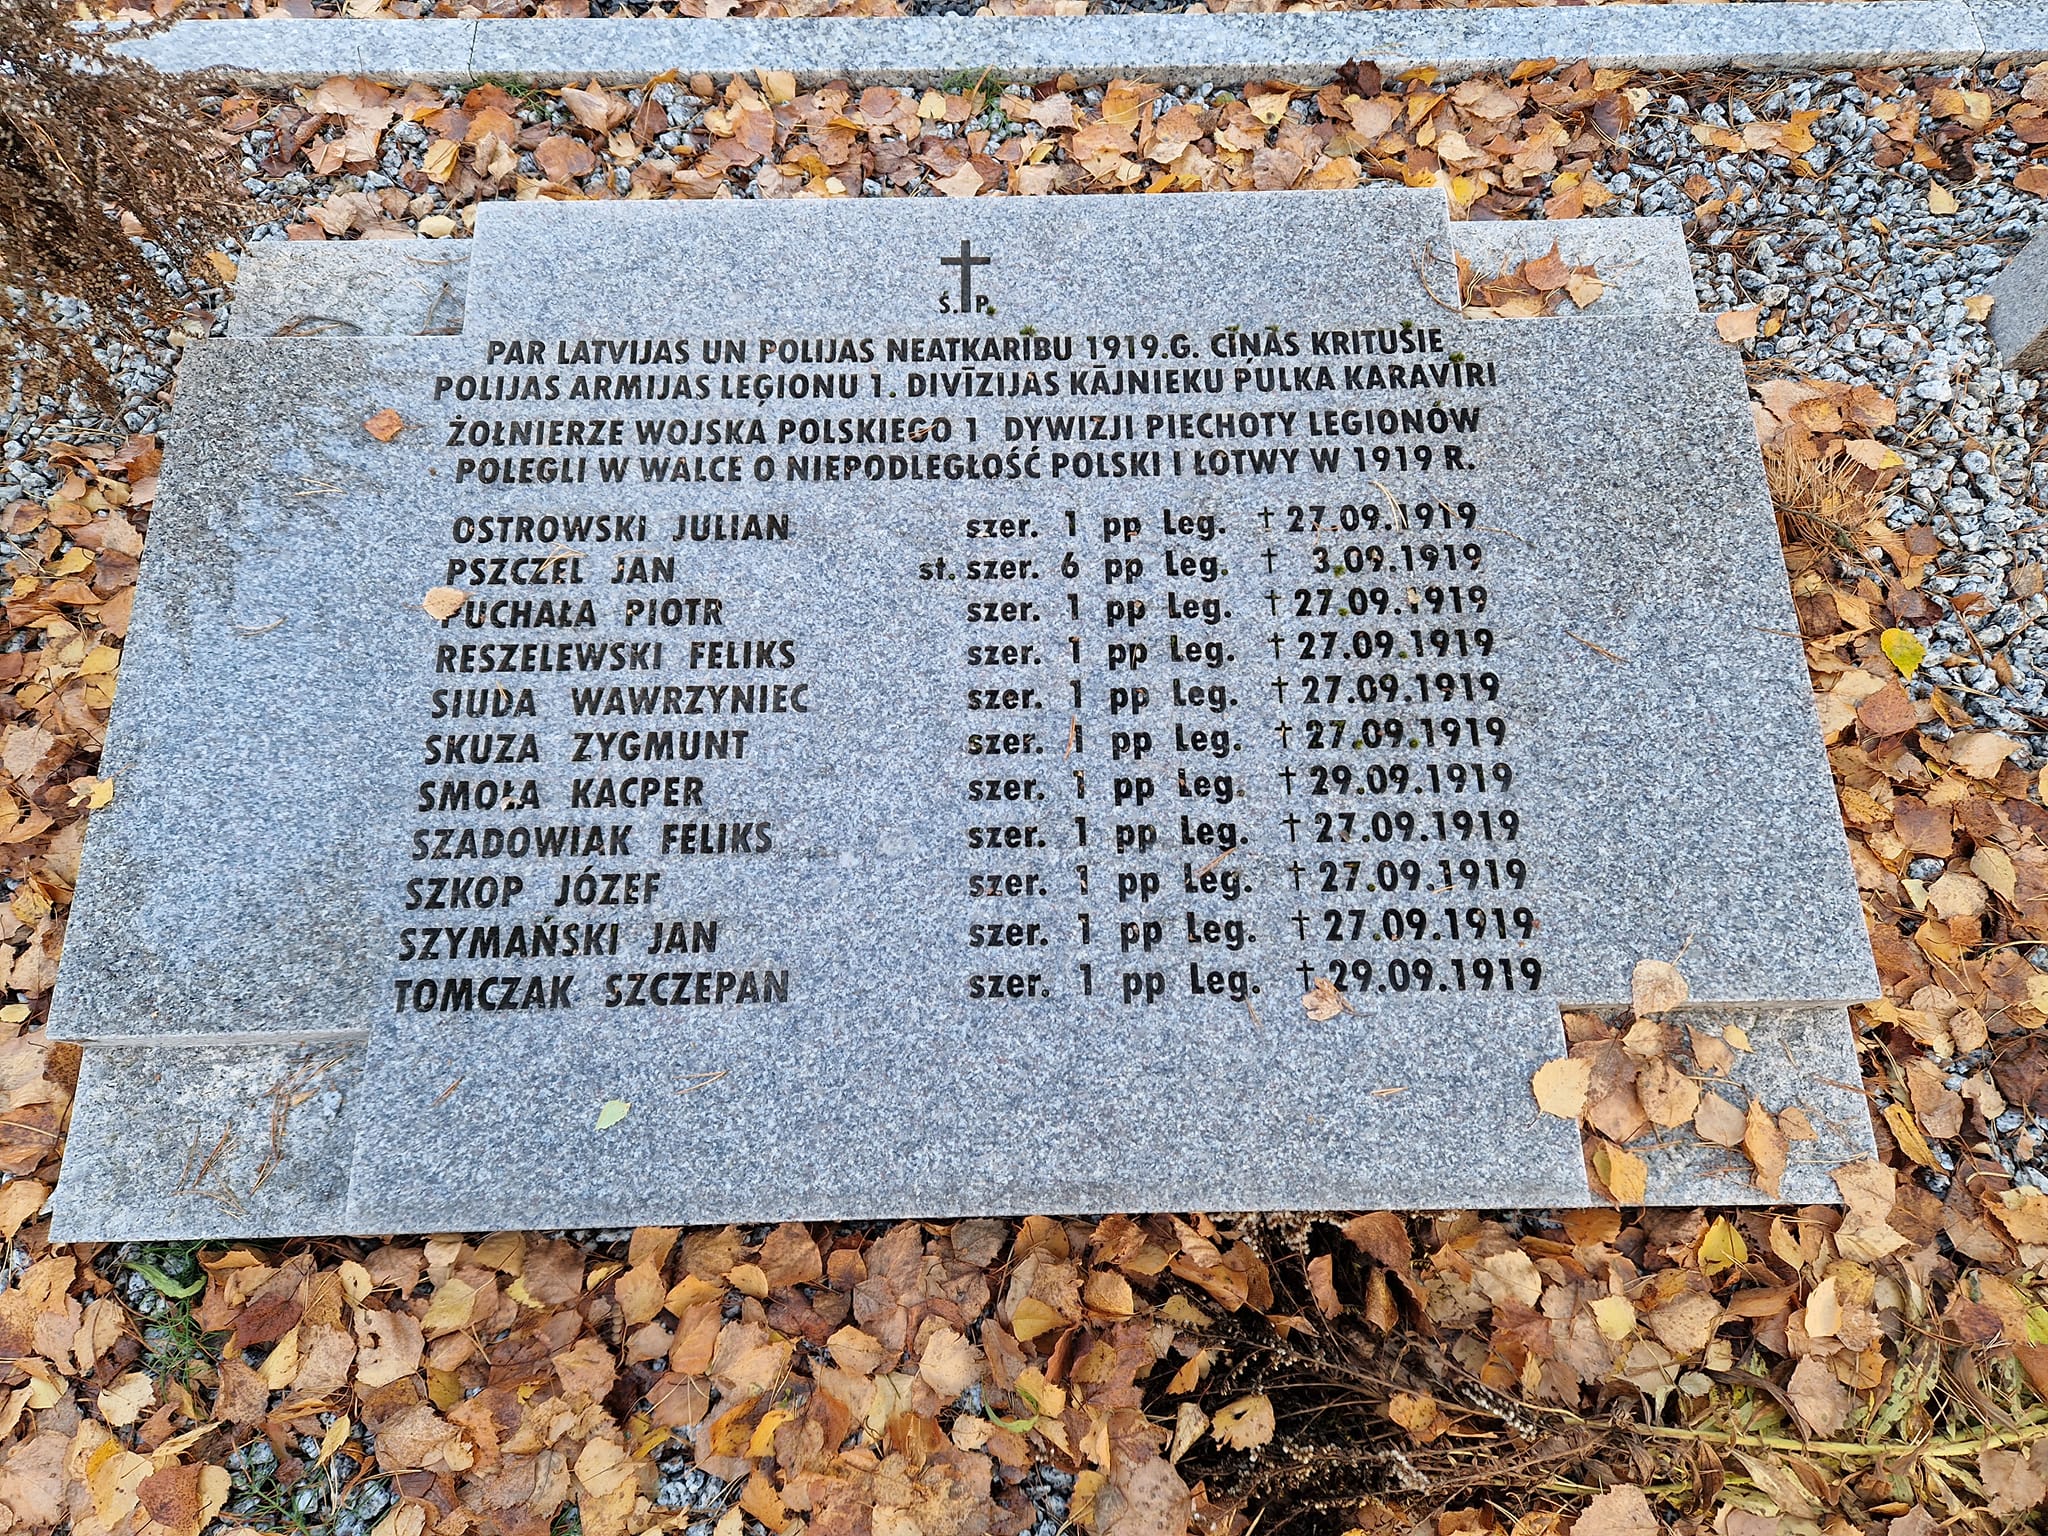 Ś. P.
PAR LATVIJAS UN POLIJAS NEATKARĪBU 1919.G. CĪŅĀS KRITUŠIE
POLIJAS ARMIJAS LEĢIONU 1. DIVĪZIJAS KĀJNIEKU PULKA KARAVĪRI
ŻOŁNIERZE WOJSKA POLSKIEGO 1 DYWIZJI PIECHOTY LEGIONÓW
POLEGLI W WALCE O NIEPODLEGŁOŚĆ POLSKI I ŁOTWY W 1919 R.
OSTROWSKI JULIAN szer. 1 pp Leg. † 27.09.1919
PSZCZEL JAN st. szer. 6 pp Leg. † 3.09.1919
PUCHAŁA PIOTR szer. 1 pp Leg. † 27.09.1919
RESZELEWSKI FELIKS szer. 1 pp Leg. † 27.09.1919
SIUDA WAWRZYNIEC szer. 1 pp Leg. † 27.09.1919
SKUZA ZYGMUNT szer. 1 pp Leg. † 27.09.1919
SMOŁA KACPER szer. 1 pp Leg. † 29.09.1919
SZADOWIAK FELIKS szer. 1 pp Leg. † 27.09.1919
SZKOP JÓZEF szer. 1 pp Leg. † 27.09.1919
SZYMAŃSKI JAN szer. 1 pp Leg. † 27.09.1919
TOMCZAK SZCZEPAN szer. 1 pp Leg. † 29.09.1919